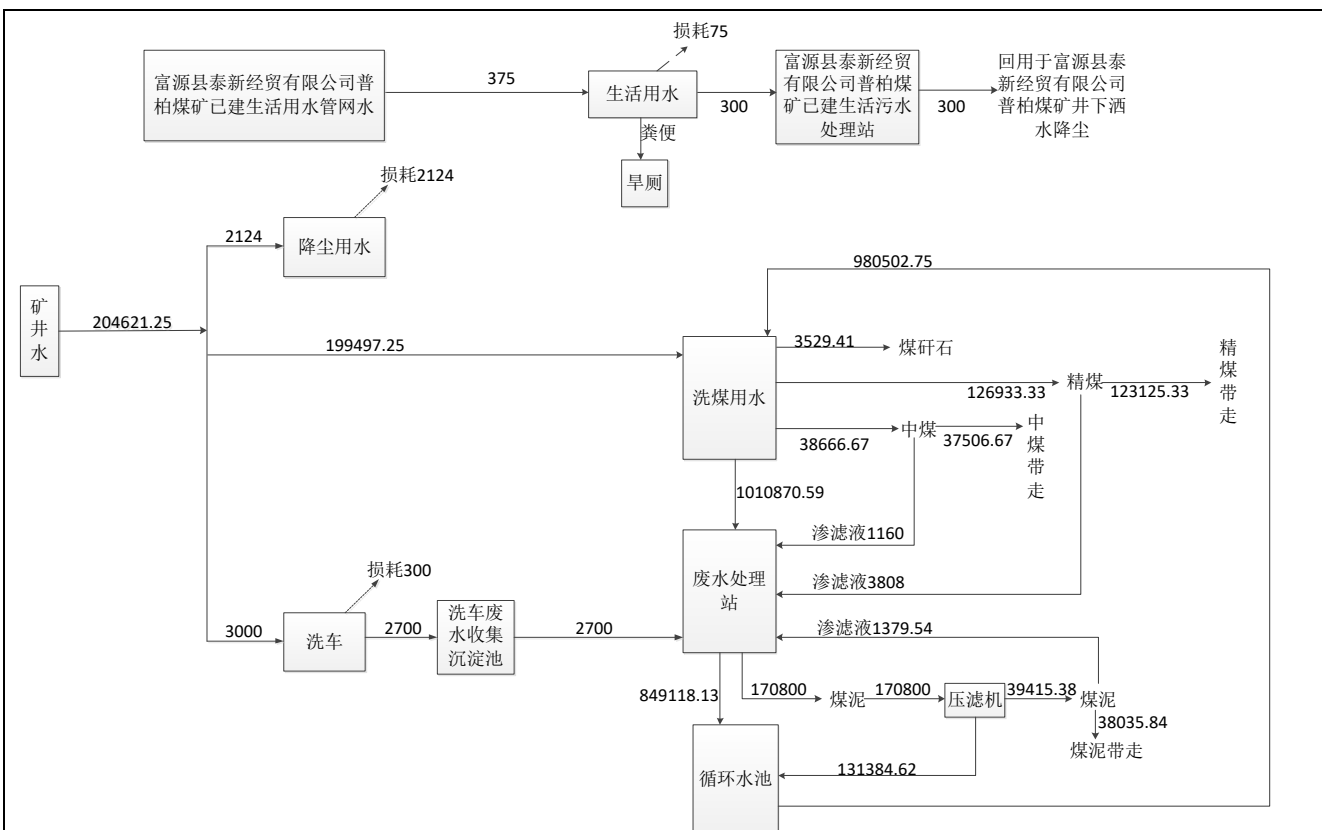 损耗75
富源县泰新经贸有限公司普
柏煤矿已建生活用水管网水
375
生活用水
300
富源县泰新经
贸有限公司普柏煤
矿已建生活污水
处理站
300
回用于富源县泰
新经贸有限公司
普柏煤矿井下洒
水降尘
粪便
旱厕
损耗2124
2124
降尘用水
矿
井
水
204621.25
980502.75
199497.25
洗煤用水
3529.41
煤矸石
126933.33
精煤
123125.33
精
煤
带
走
38666.67
中煤
37506.67
中
煤
带
走
1010870.59
渗滤液1160
废水处理
站
渗滤液3808
损耗300
3000
洗车
2700
洗车废
水收集
沉淀池
2700
渗滤液1379.54
849118.13
170800
煤泥
170800
压滤机
39415.38
煤泥
38035.84
煤泥带走
131384.62
循环水池